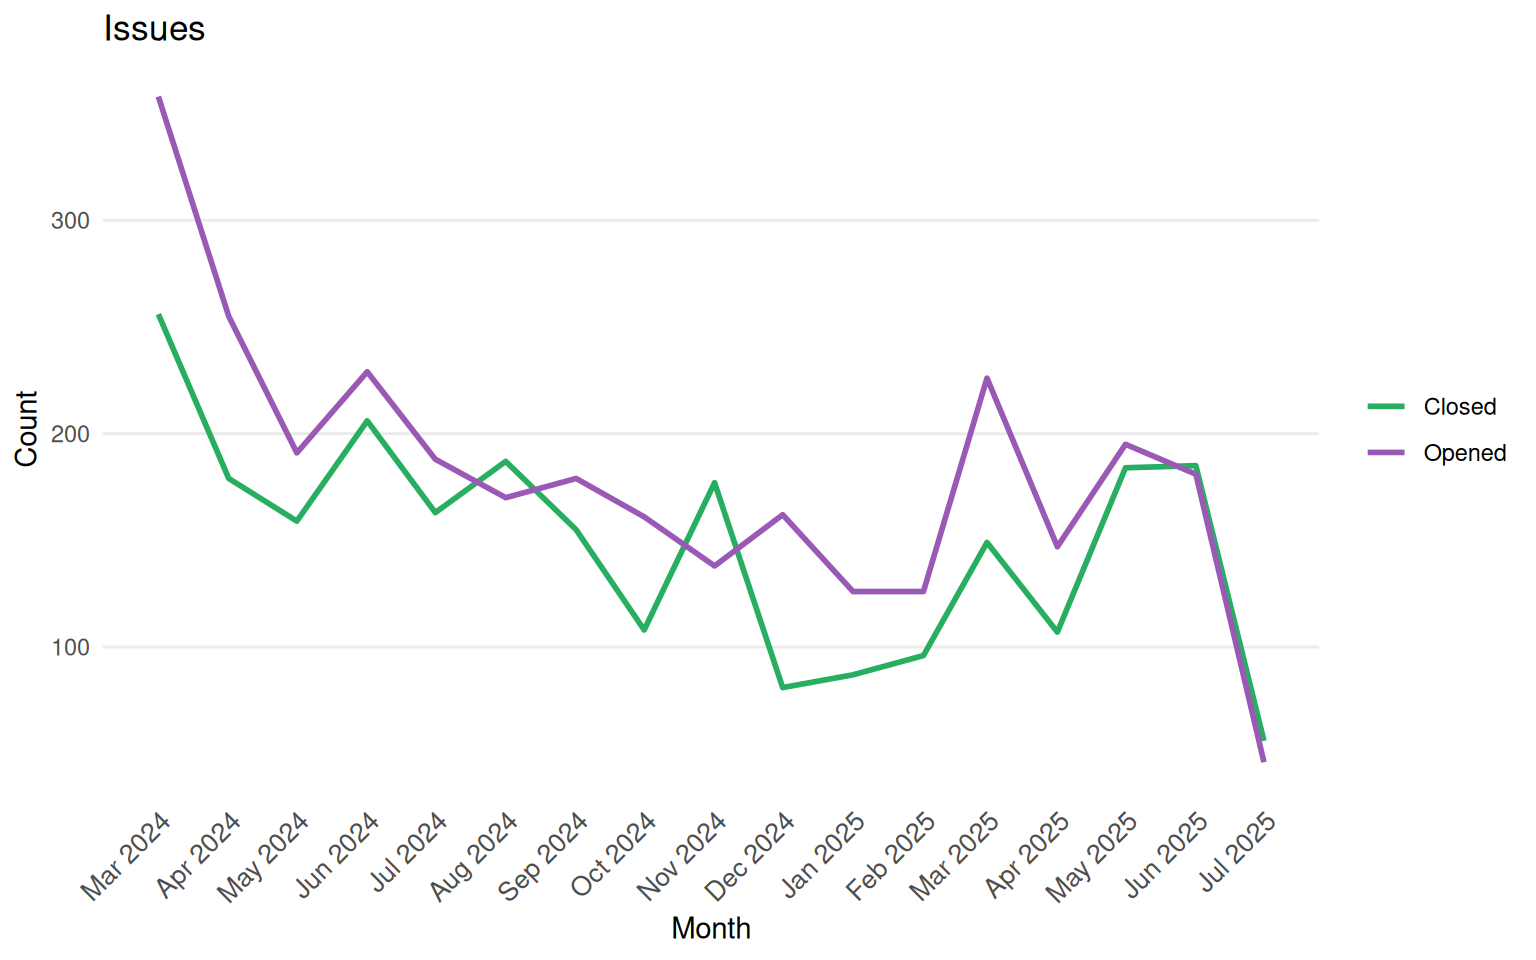 Issues
Count
300
200
100
Mar 2024
Apr 2024
May 2024
Jun 2024
Jul 2024
Aug 2024
Sep 2024
Oct 2024
Nov 2024
Dec 2024
Jan 2025
Feb 2025
Mar 2025
Apr 2025
May 2025
Jun 2025
Jul 2025
Month
Closed
Opened